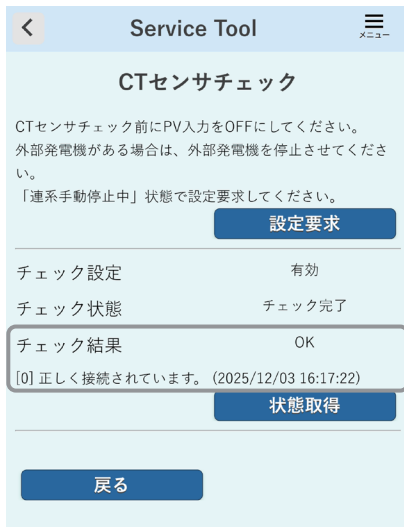 Service Tool
メニュー
CTセンサチェック
CTセンサチェック前にPV入力をOFFにしてください。
外部発電機がある場合は、外部発電機を停止させてくださ
い。
「連系手動停止中」状態で設定要求してください。
設定要求
チェック設定 有効
チェック状態 チェック完了
チェック結果 OK
[0] 正しく接続されています。 (2025/12/03 16:17:22)
状態取得
戻る